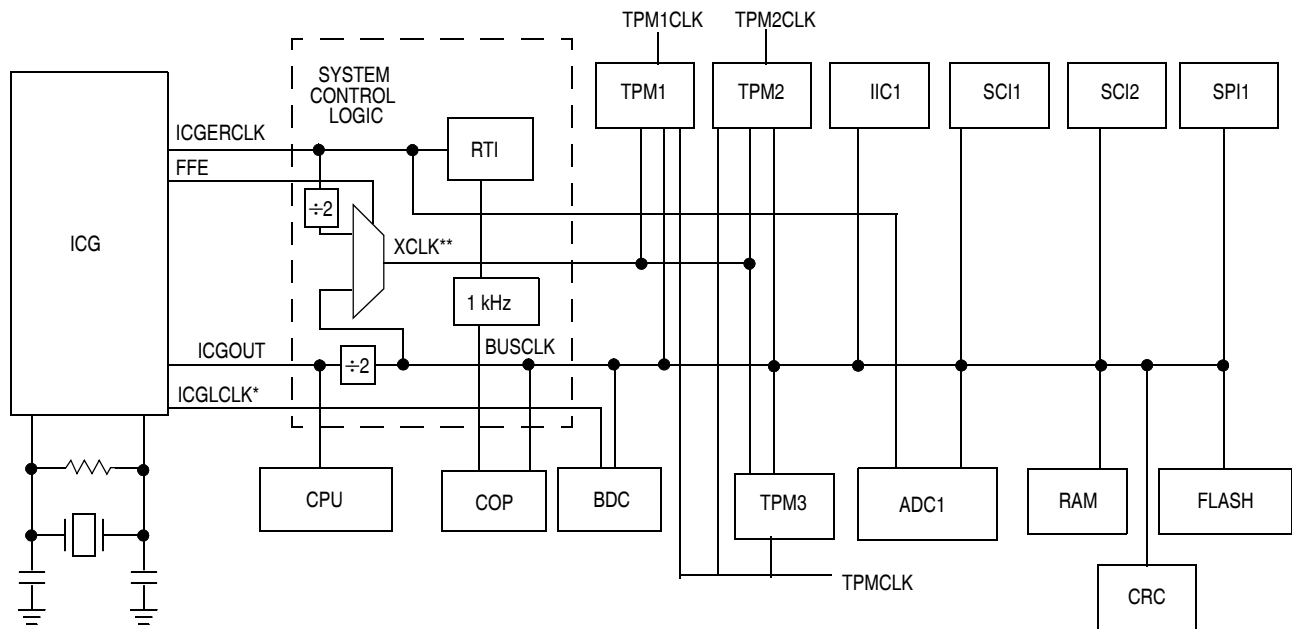 TPM1CLK
TPM2CLK
SYSTEM
CONTROL
LOGIC
TPM1
TPM2
IIC1
SCI1
SCI2
SPI1
ICGERCLK
RTI
FFE
÷2
ICG
XCLK**
1 kHz
ICGOUT
÷2
BUSCLK
ICGLCLK*
CPU
COP
BDC
TPM3
ADC1
RAM
FLASH
TPMCLK
CRC